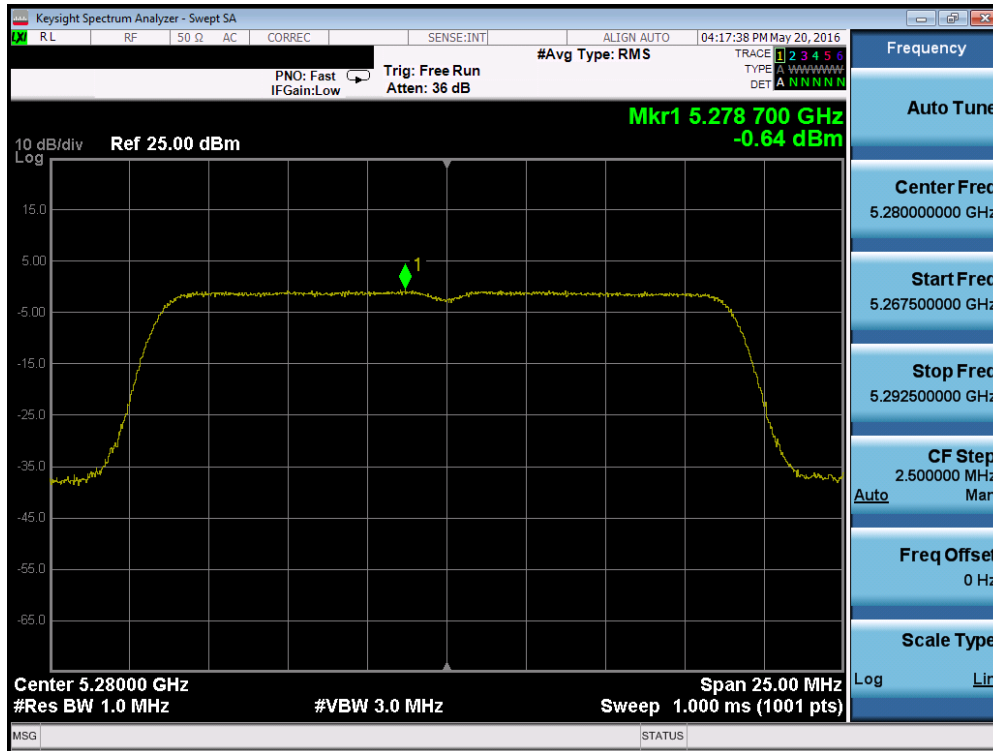 Keysight Spectrum Analyzer - Swept SA
LXI RL RF 50 Ω AC CORREC SENSE:INT ALIGN AUTO 04:17:38 PM May 20, 2016
#Avg Type: RMS
TRACE 1 2 3 4 5 6
PNO: Fast Trig: Free Run
TYPE A WWWWW
IFGain:Low Atten: 36 dB
DET A N N N N N
Mkr1 5.278 700 GHz
-0.64 dBm
10 dB/div Ref 25.00 dBm
Log
15.0
5.00
1
-5.00
-15.0
-25.0
-35.0
-45.0
-55.0
-65.0
Center 5.28000 GHz Span 25.00 MHz
#Res BW 1.0 MHz #VBW 3.0 MHz Sweep 1.000 ms (1001 pts)
MSG STATUS
Frequency
Auto Tune
Center Freq
5.280000000 GHz
Start Freq
5.267500000 GHz
Stop Freq
5.292500000 GHz
CF Step
2.500000 MHz
Auto Man
Freq Offset
0 Hz
Scale Type
Log Lin